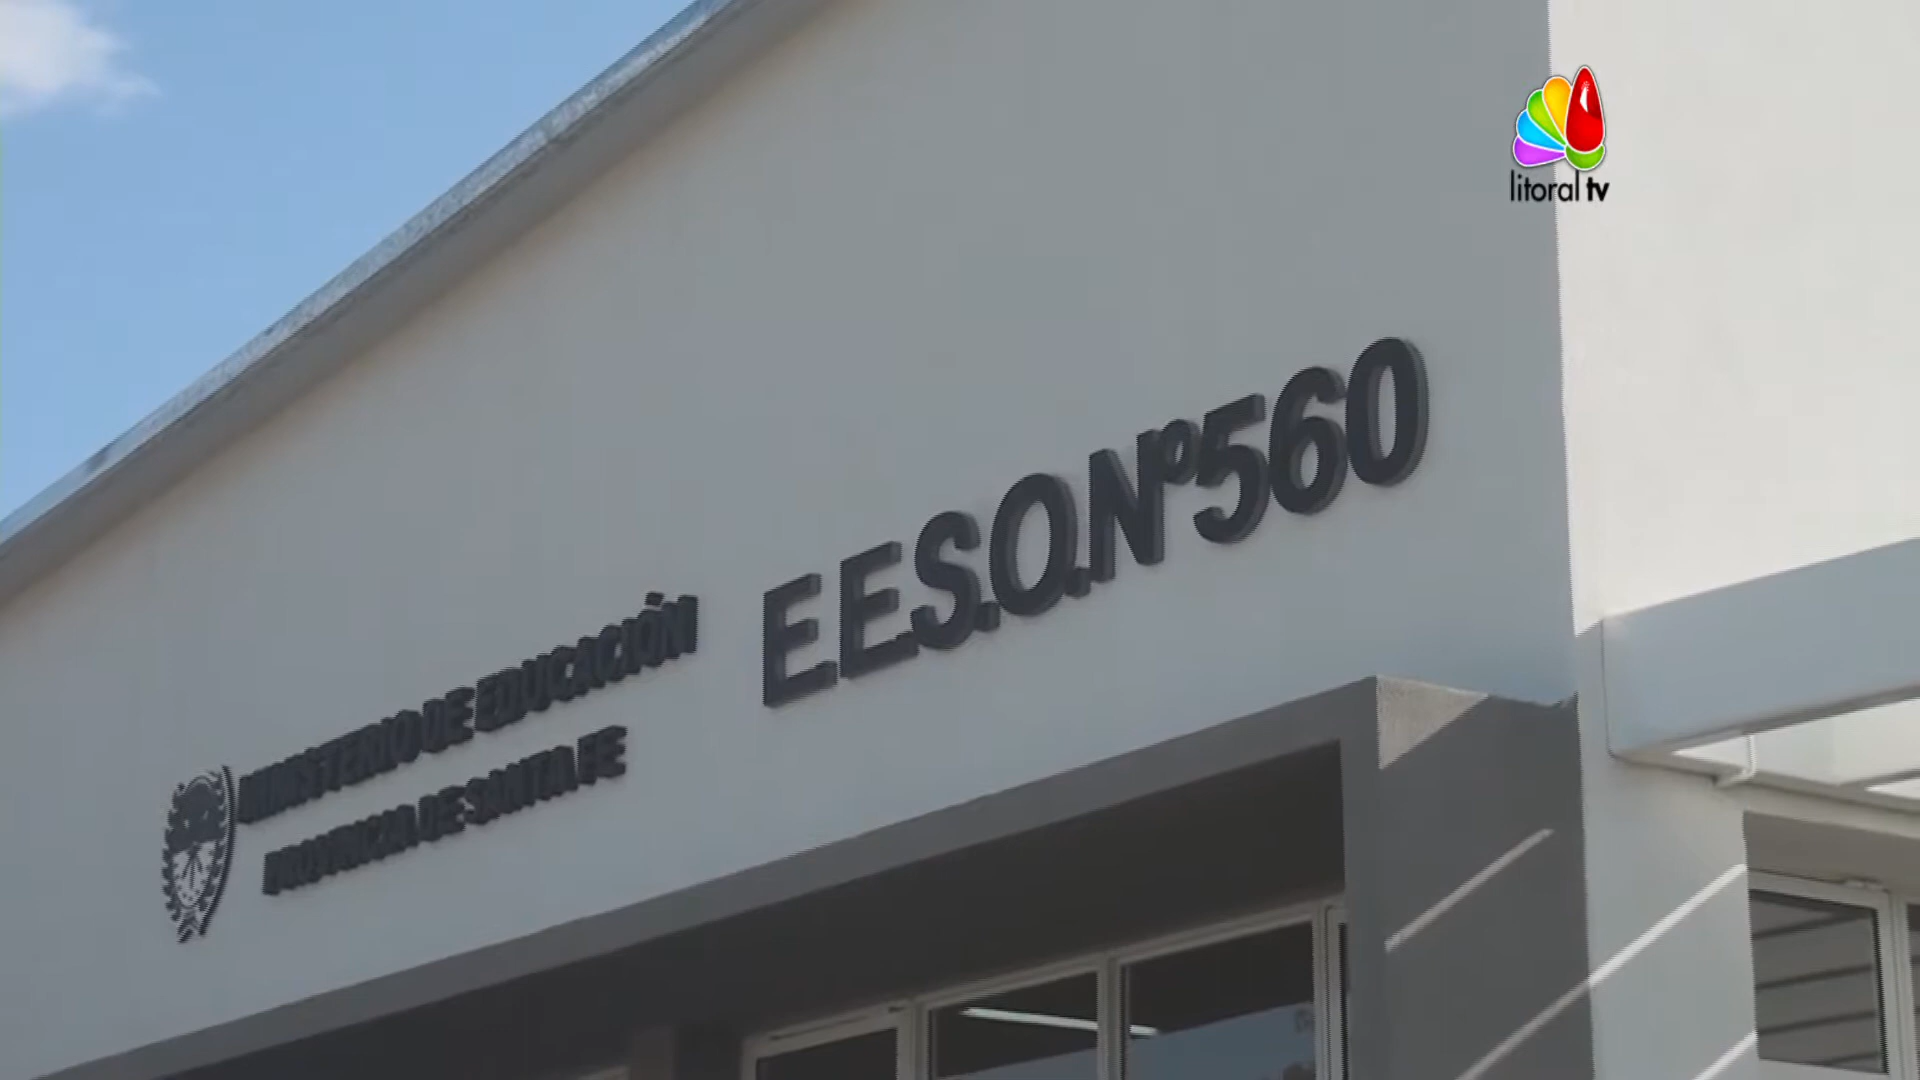 litoral tv
E.E.S.O.Nº560
MINISTERIO DE EDUCACIÓN
PROVINCIA DE SANTA FE